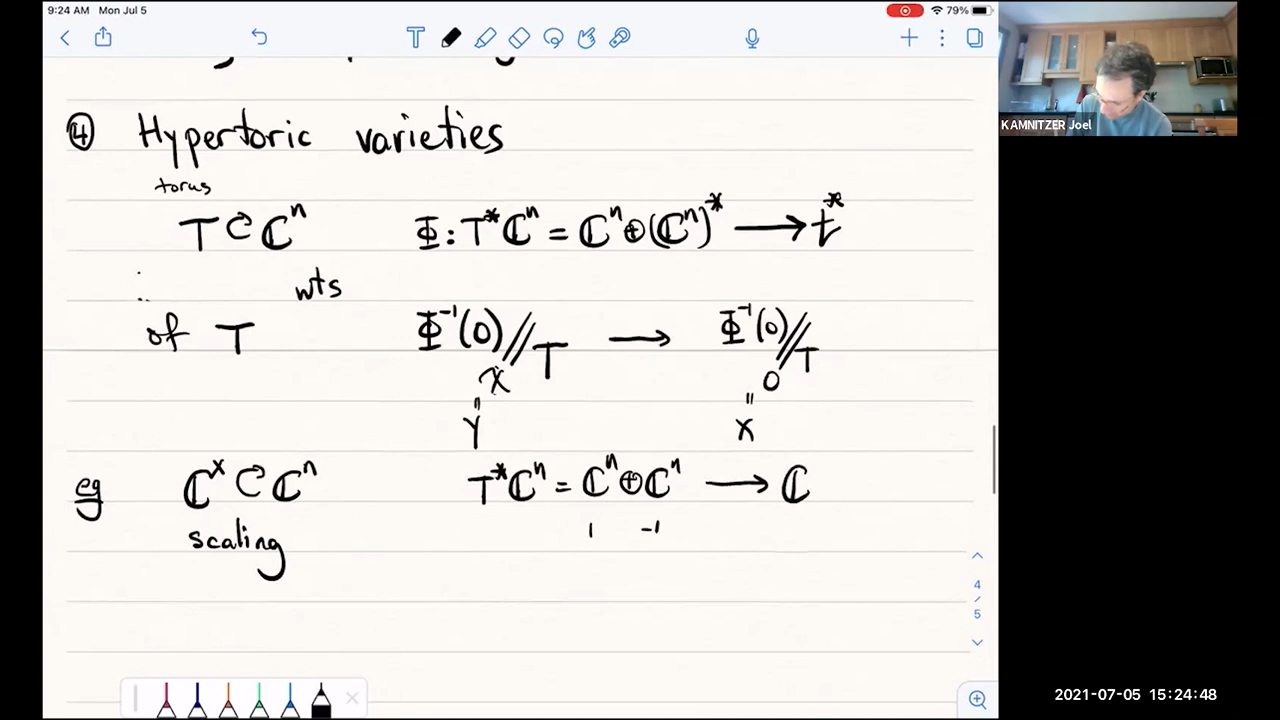 9:24 AM Mon Jul 5
79%
④ Hypertoric varieties
torus
T ⟳ ℂⁿ Φ : T*ℂⁿ = ℂⁿ ⊕ (ℂⁿ)* ⟶ t*
wts
of T Φ⁻¹(0) //_χ T ⟶ Φ⁻¹(0) //_0 T
" "
Y X
eg ℂ^× ⟳ ℂⁿ T*ℂⁿ = ℂⁿ ⊕ ℂⁿ ⟶ ℂ
scaling 1 -1
4
/
5
KAMNITZER Joel
2021-07-05 15:24:48